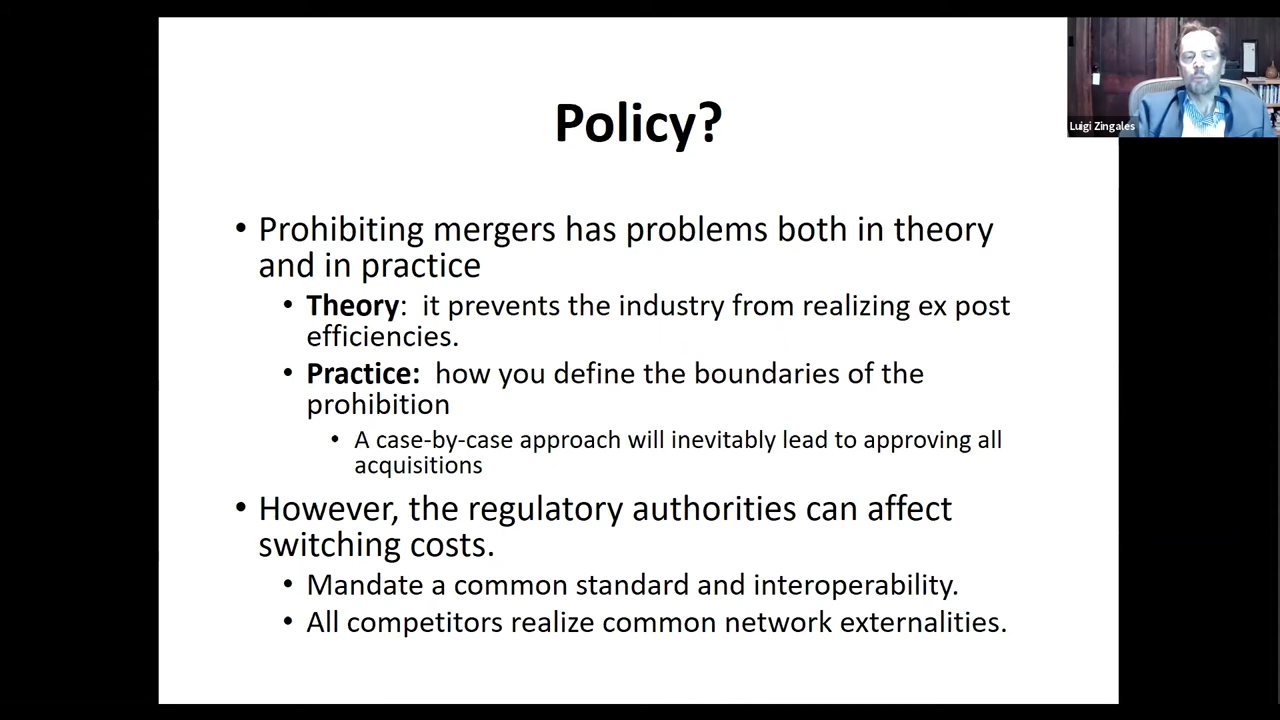 Policy?
Luigi Zingales
• Prohibiting mergers has problems both in theory
and in practice
• Theory: it prevents the industry from realizing ex post
efficiencies.
• Practice: how you define the boundaries of the
prohibition
• A case-by-case approach will inevitably lead to approving all
acquisitions
• However, the regulatory authorities can affect
switching costs.
• Mandate a common standard and interoperability.
• All competitors realize common network externalities.